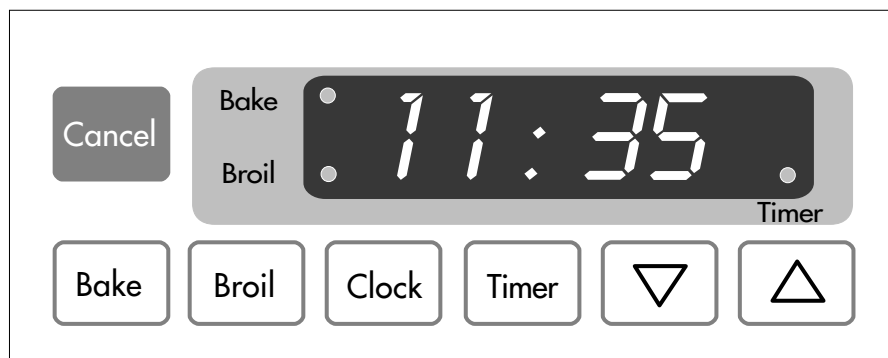 Bake
11:35
Cancel
Broil
Timer
Bake Broil Clock Timer